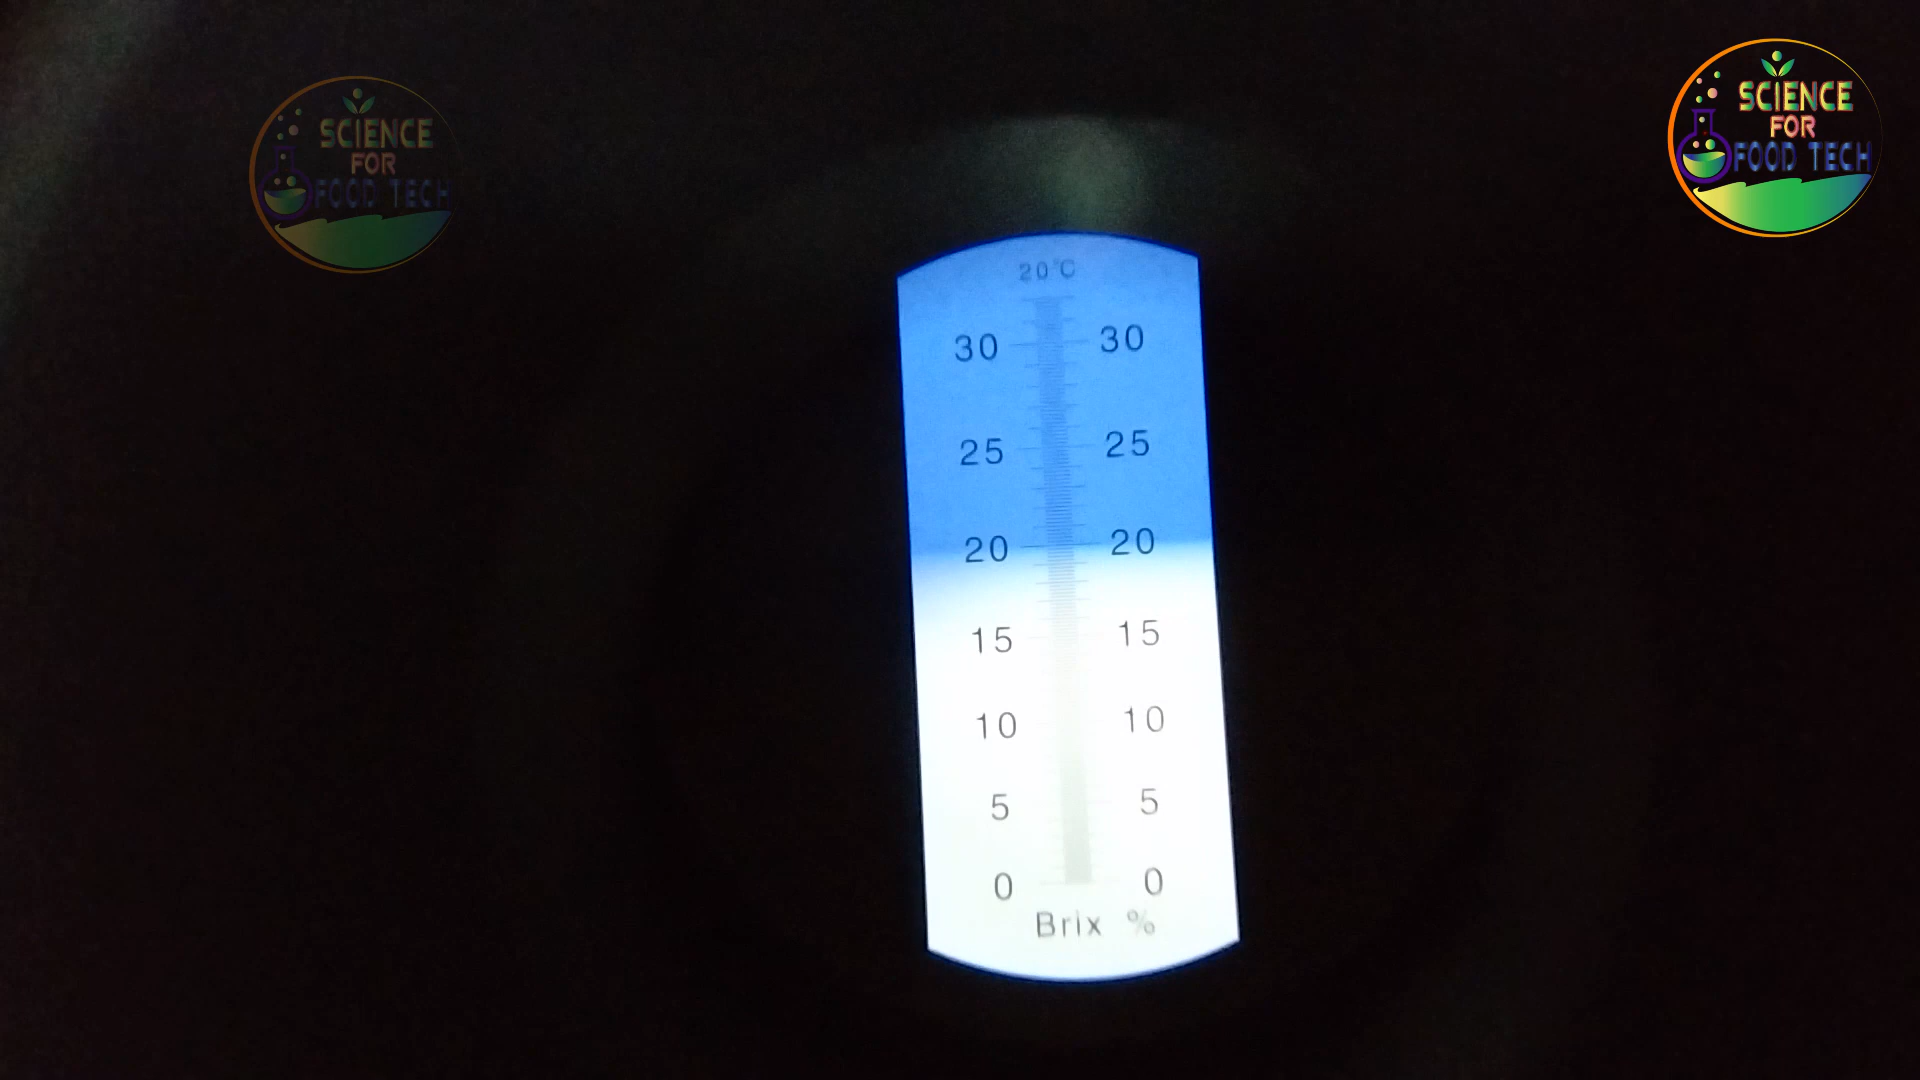 SCIENCE
FOR
FOOD TECH
SCIENCE
FOR
FOOD TECH
20°C
30 30
25 25
20 20
15 15
10 10
5 5
0 0
Brix %